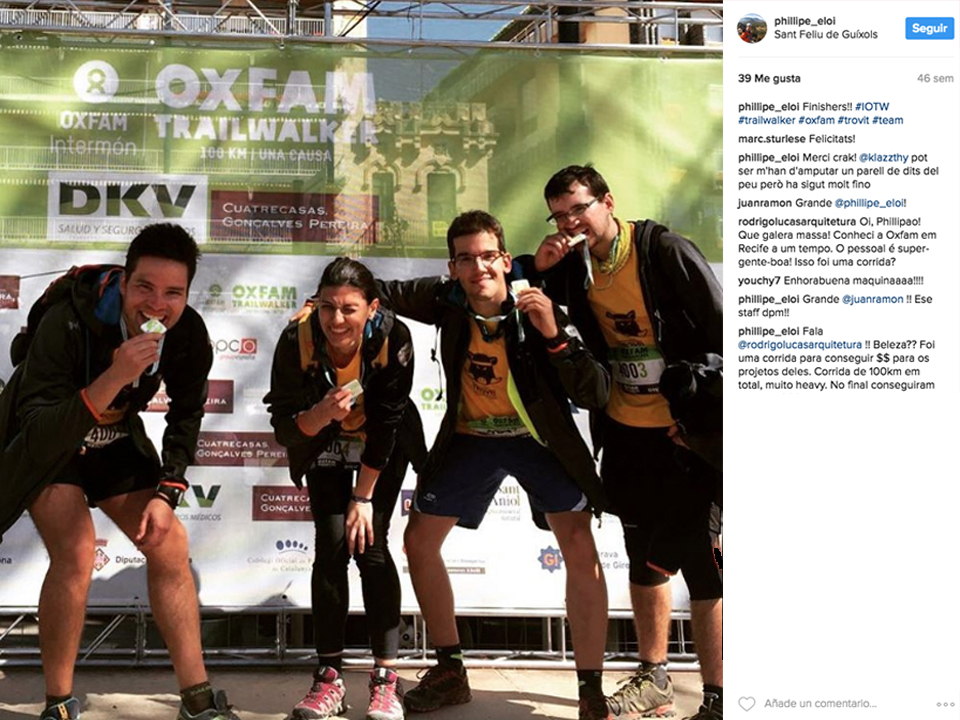 OXFAM
Intermón
OXFAM
TRAILWALKER
100 KM | UNA CAUSA
DKV
CUATRECASAS,
GONÇALVES PEREIRA
OXFAM
CUATRECASAS,
GONÇALVES PEREIRA
CUATRECASAS
GONÇALVE
Sant
Aniol
Diputac
4003
phillipe_eloi
Sant Feliu de Guíxols
Seguir
39 Me gusta
46 sem
phillipe_eloi Finishers!! #IOTW
#trailwalker #oxfam #trovit #team
marc.sturlese Felicitats!
phillipe_eloi Merci crak! @klazzthy pot
ser m'han d'amputar un parell de dits del
peu però ha sigut molt fino
juanramon Grande @phillipe_eloi!
rodrigolucasarquitetura Oi, Phillipao!
Que galera massa! Conheci a Oxfam em
Recife a um tempo. O pessoal é super-
gente-boa! Isso foi uma corrida?
youchy7 Enhorabuena maquinaaaa!!!!
phillipe_eloi Grande @juanramon !! Ese
staff dpm!!
phillipe_eloi Fala
@rodrigolucasarquitetura !! Beleza?? Foi
uma corrida para conseguir $$ para os
projetos deles. Corrida de 100km em
total, muito heavy. No final conseguiram
Añade un comentario...